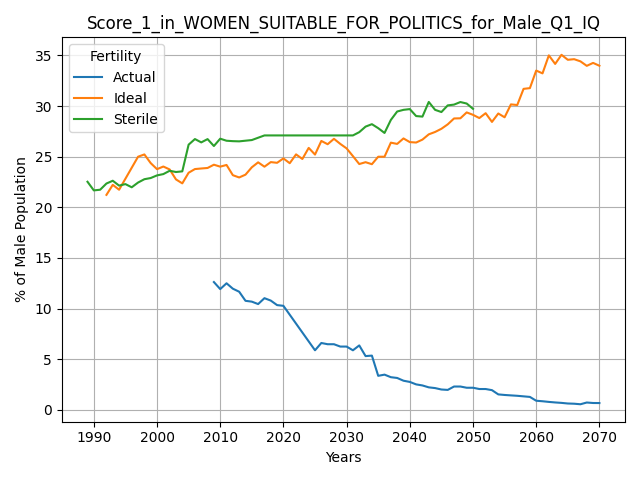 Score_1_in_WOMEN_SUITABLE_FOR_POLITICS_for_Male_Q1_IQ
Fertility
Actual
Ideal
Sterile
% of Male Population
35
30
25
20
15
10
5
0
1990 2000 2010 2020 2030 2040 2050 2060 2070
Years